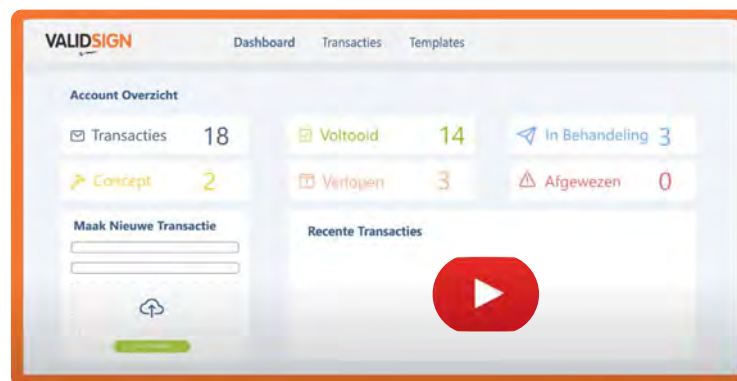 VALIDSIGN
Dashboard Transacties Templates
Account Overzicht
Transacties 18 Voltooid 14 In Behandeling 3
Concept 2 Verlopen 3 Afgewezen 0
Maak Nieuwe Transactie
Recente Transacties